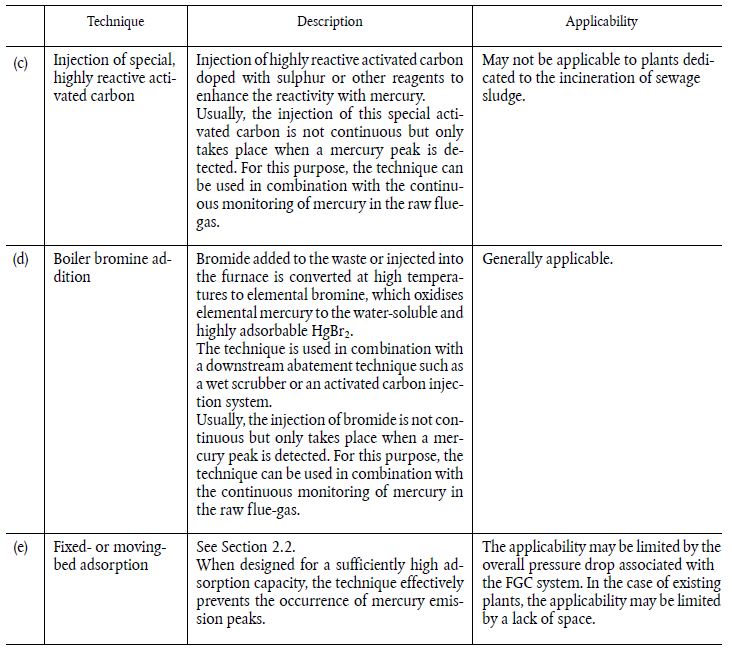 Technique Description Applicability
(c) Injection of special,
highly reactive acti-
vated carbon
Injection of highly reactive activated carbon
doped with sulphur or other reagents to
enhance the reactivity with mercury.
Usually, the injection of this special acti-
vated carbon is not continuous but only
takes place when a mercury peak is de-
tected. For this purpose, the technique can
be used in combination with the continu-
ous monitoring of mercury in the raw flue-
gas.
May not be applicable to plants dedi-
cated to the incineration of sewage
sludge.
(d) Boiler bromine ad-
dition
Bromide added to the waste or injected into
the furnace is converted at high tempera-
tures to elemental bromine, which oxidises
elemental mercury to the water-soluble and
highly adsorbable HgBr₂.
The technique is used in combination with
a downstream abatement technique such as
a wet scrubber or an activated carbon injec-
tion system.
Usually, the injection of bromide is not con-
tinuous but only takes place when a mer-
cury peak is detected. For this purpose, the
technique can be used in combination with
the continuous monitoring of mercury in
the raw flue-gas.
Generally applicable.
(e) Fixed- or moving-
bed adsorption
See Section 2.2.
When designed for a sufficiently high ad-
sorption capacity, the technique effectively
prevents the occurrence of mercury emis-
sion peaks.
The applicability may be limited by the
overall pressure drop associated with
the FGC system. In the case of existing
plants, the applicability may be limited
by a lack of space.